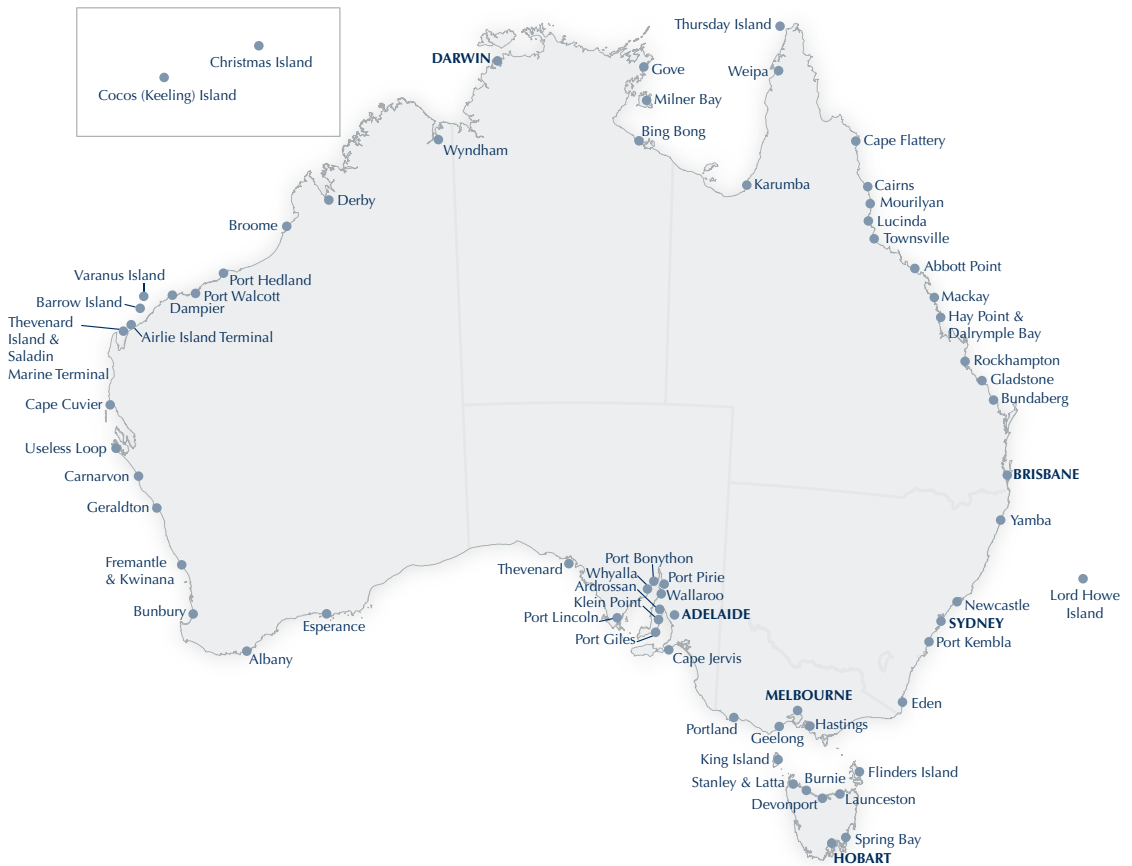 Thursday Island
Christmas Island
DARWIN
Gove
Weipa
Cocos (Keeling) Island
Milner Bay
Bing Bong
Cape Flattery
Wyndham
Karumba
Cairns
Derby
Mourilyan
Lucinda
Broome
Townsville
Abbott Point
Varanus Island
Port Hedland
Port Walcott
Mackay
Barrow Island
Dampier
Hay Point &
Dalrymple Bay
Thevenard
Island &
Saladin
Marine Terminal
Airlie Island Terminal
Rockhampton
Gladstone
Bundaberg
Cape Cuvier
Useless Loop
Carnarvon
BRISBANE
Geraldton
Yamba
Fremantle
& Kwinana
Port Bonython
Thevenard
Whyalla
Port Pirie
Ardrossan
Wallaroo
Klein Point
Lord Howe
Island
Newcastle
Bunbury
Esperance
Port Lincoln
ADELAIDE
SYDNEY
Port Giles
Port Kembla
Albany
Cape Jervis
MELBOURNE
Eden
Portland
Hastings
Geelong
King Island
Flinders Island
Stanley & Latta
Burnie
Devonport
Launceston
Spring Bay
HOBART